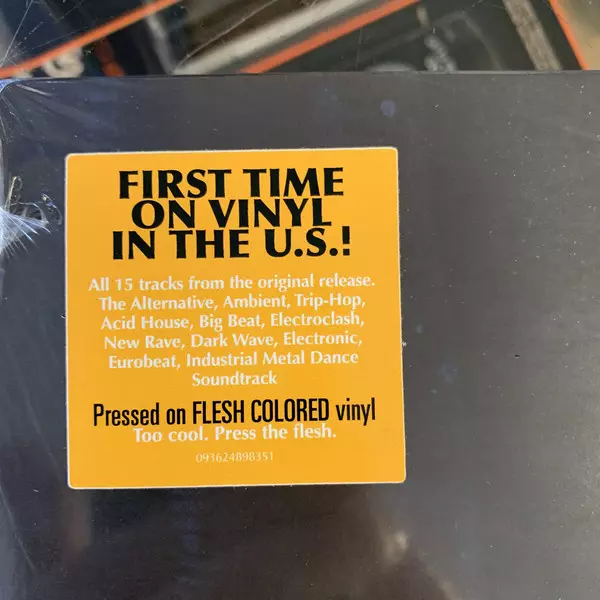 FIRST TIME
ON VINYL
IN THE U.S.!
All 15 tracks from the original release.
The Alternative, Ambient, Trip-Hop,
Acid House, Big Beat, Electroclash,
New Rave, Dark Wave, Electronic,
Eurobeat, Industrial Metal Dance
Soundtrack
Pressed on FLESH COLORED vinyl
Too cool. Press the flesh.
093624898351